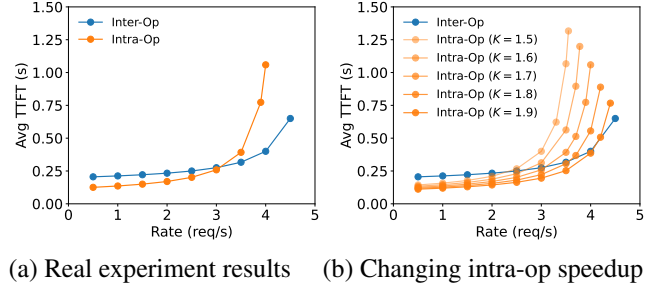 1.50
1.25
1.00
0.75
0.50
0.25
0.00
Avg TTFT (s)
Inter-Op
Intra-Op
0 1 2 3 4 5
Rate (req/s)
(a) Real experiment results
1.50
1.25
1.00
0.75
0.50
0.25
0.00
Avg TTFT (s)
Inter-Op
Intra-Op (K = 1.5)
Intra-Op (K = 1.6)
Intra-Op (K = 1.7)
Intra-Op (K = 1.8)
Intra-Op (K = 1.9)
0 1 2 3 4 5
Rate (req/s)
(b) Changing intra-op speedup